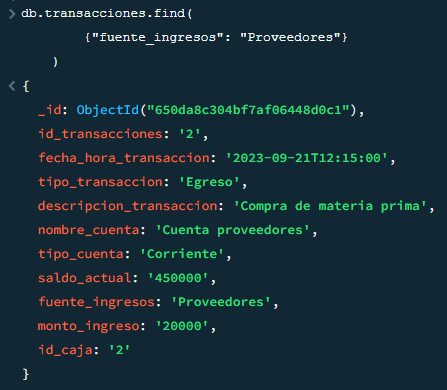 > db.transacciones.find(
{"fuente_ingresos": "Proveedores"}
)
< {
_id: ObjectId("650da8c304bf7af06448d0c1"),
id_transacciones: '2',
fecha_hora_transaccion: '2023-09-21T12:15:00',
tipo_transaccion: 'Egreso',
descripcion_transaccion: 'Compra de materia prima',
nombre_cuenta: 'Cuenta proveedores',
tipo_cuenta: 'Corriente',
saldo_actual: '450000',
fuente_ingresos: 'Proveedores',
monto_ingreso: '20000',
id_caja: '2'
}